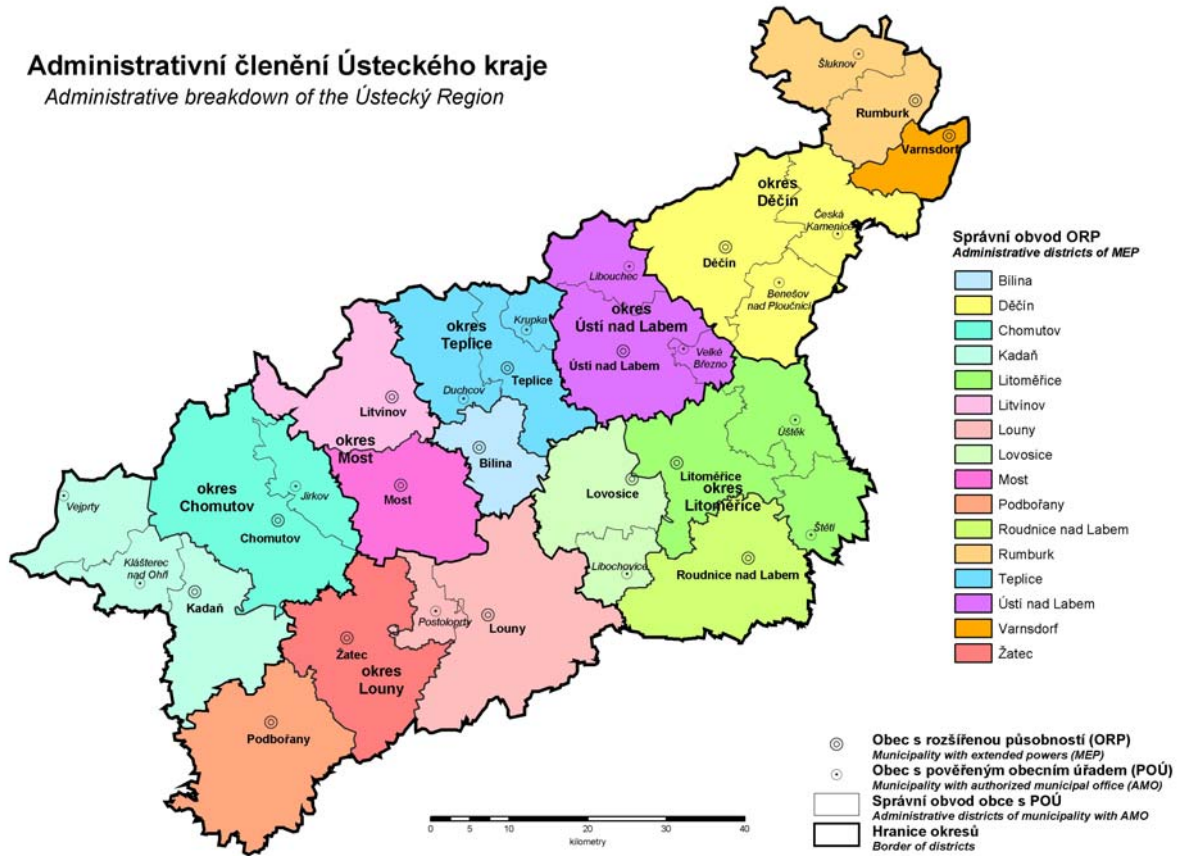 Administrativní členění Ústeckého kraje
Administrative breakdown of the Ústecký Region
Šluknov
Rumburk
Varnsdorf
okres
Děčín
Česká
Kamenice
Děčín
Benešov
nad Ploučnicí
Libouchec
okres
Ústí nad Labem
Ústí nad Labem
Velké
Březno
okres
Teplice
Krupka
Teplice
Duchcov
Litvínov
okres
Most
Bílina
Most
Úštěk
Litoměřice
okres
Litoměřice
Lovosice
Štětí
Libochovice
Roudnice nad Labem
okres
Chomutov
Jirkov
Chomutov
Vejprty
Klášterec
nad Ohří
Kadaň
Postoloprty
Louny
Žatec
okres
Louny
Podbořany
Správní obvod ORP
Administrative districts of MEP
Bílina
Děčín
Chomutov
Kadaň
Litoměřice
Litvínov
Louny
Lovosice
Most
Podbořany
Roudnice nad Labem
Rumburk
Teplice
Ústí nad Labem
Varnsdorf
Žatec
Obec s rozšířenou působností (ORP)
Municipality with extended powers (MEP)
Obec s pověřeným obecním úřadem (POÚ)
Municipality with authorized municipal office (AMO)
Správní obvod obce s POÚ
Administrative districts of municipality with AMO
Hranice okresů
Border of districts
0 5 10 20 30 40
kilometry